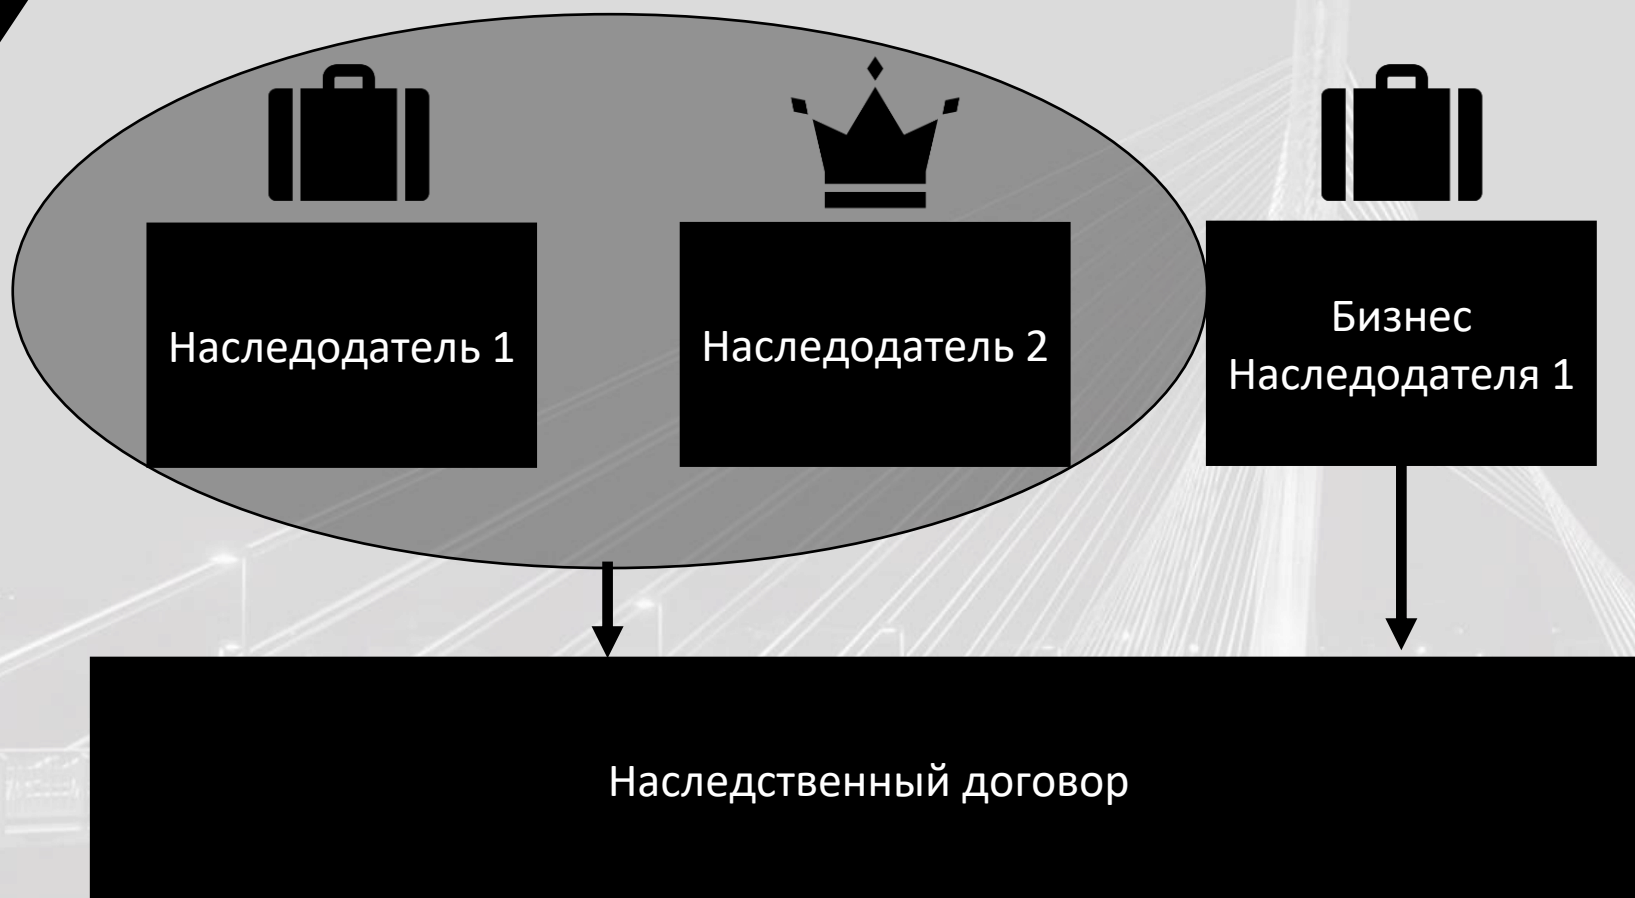 Наследодатель 1
Наследодатель 2
Бизнес
Наследодателя 1
Наследственный договор